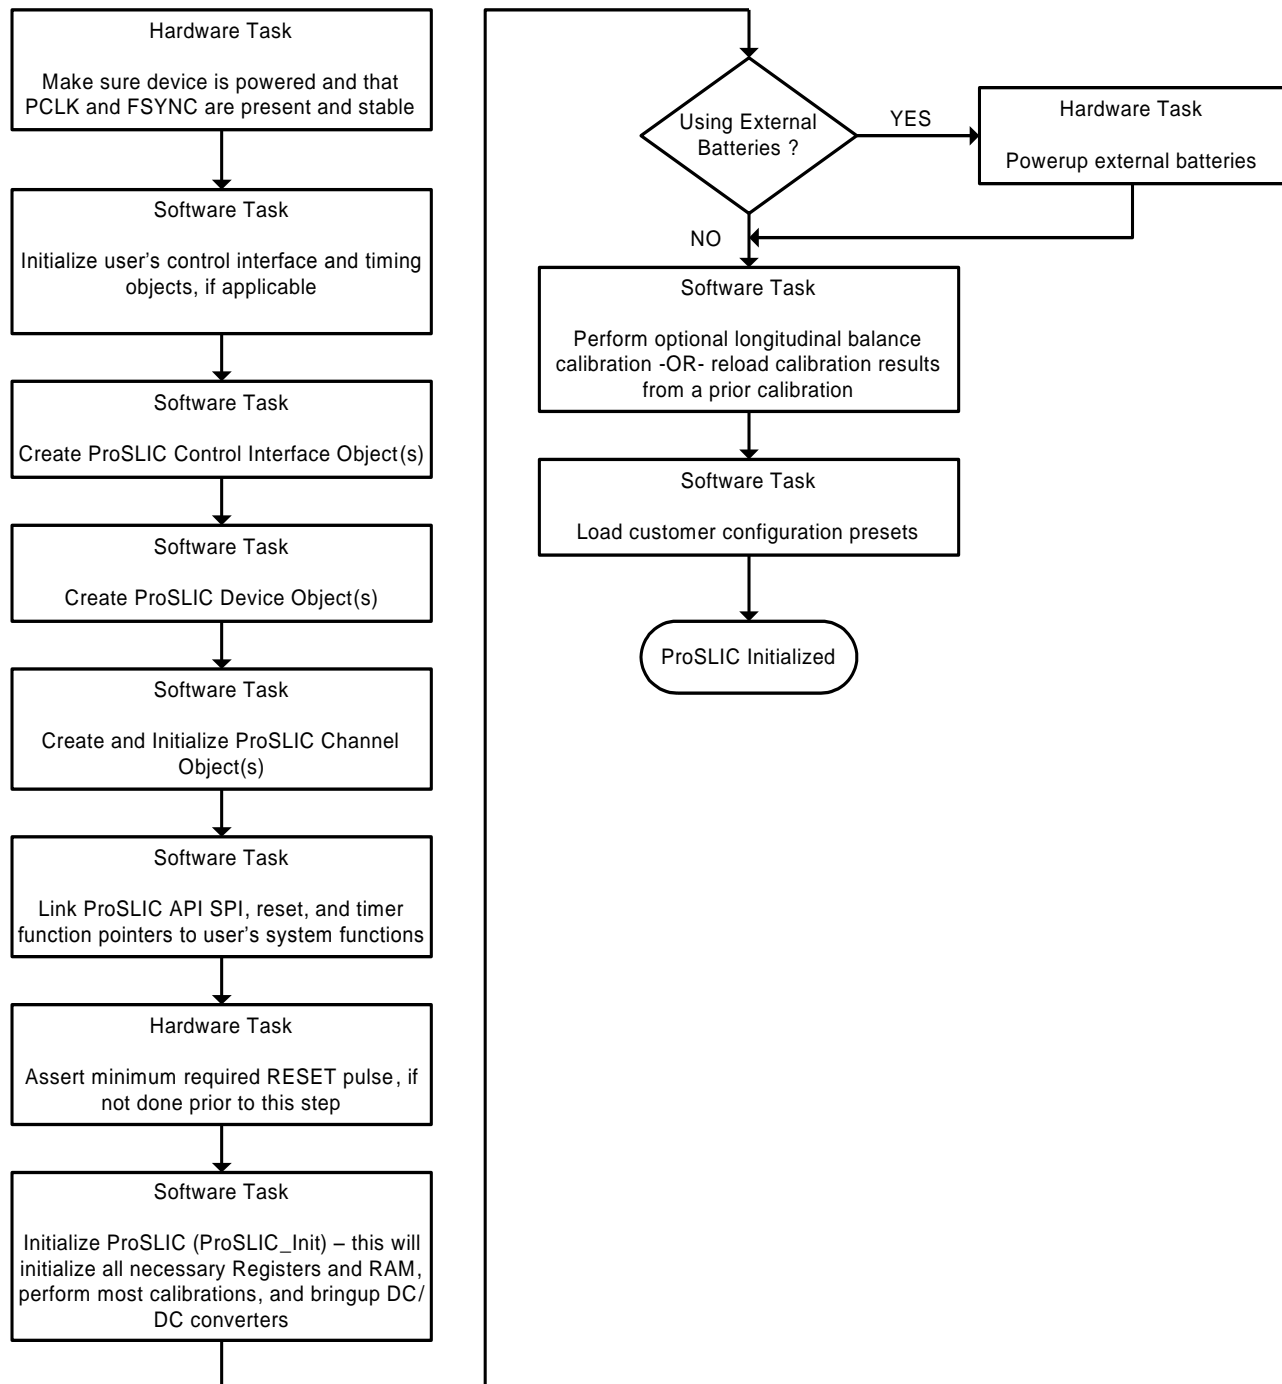 Hardware Task
Make sure device is powered and that
PCLK and FSYNC are present and stable
Software Task
Initialize user's control interface and timing
objects, if applicable
Software Task
Create ProSLIC Control Interface Object(s)
Software Task
Create ProSLIC Device Object(s)
Software Task
Create and Initialize ProSLIC Channel
Object(s)
Software Task
Link ProSLIC API SPI, reset, and timer
function pointers to user's system functions
Hardware Task
Assert minimum required RESET pulse, if
not done prior to this step
Software Task
Initialize ProSLIC (ProSLIC_Init) – this will
initialize all necessary Registers and RAM,
perform most calibrations, and bringup DC/
DC converters
Using External
Batteries ?
YES
Hardware Task
Powerup external batteries
NO
Software Task
Perform optional longitudinal balance
calibration -OR- reload calibration results
from a prior calibration
Software Task
Load customer configuration presets
ProSLIC Initialized